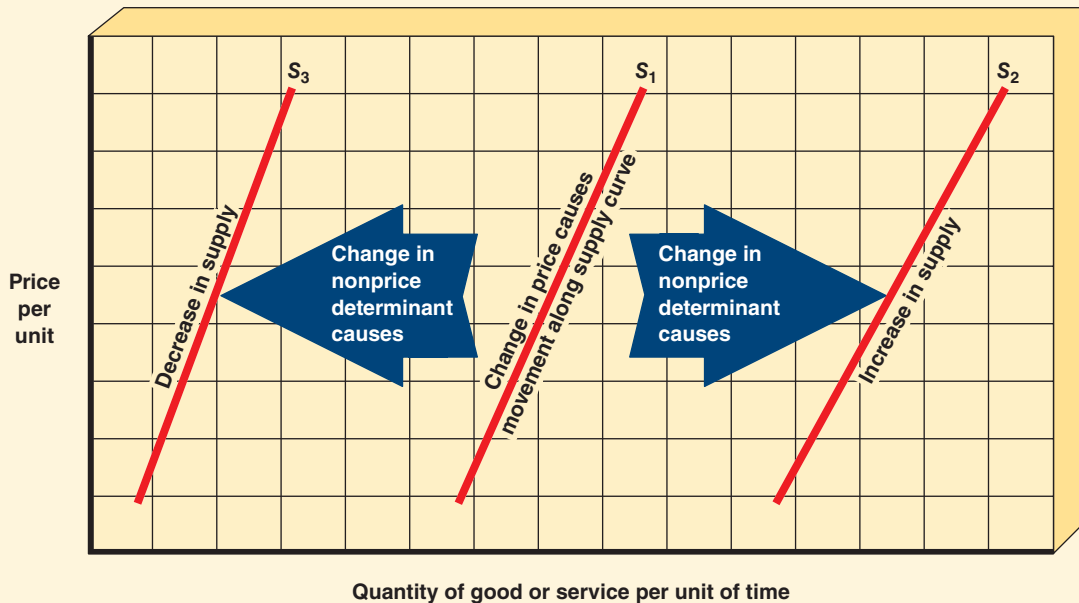 S3
S1
S2
Decrease in supply
Change in
nonprice
determinant
causes
Change in price causes
movement along supply curve
Change in
nonprice
determinant
causes
Increase in supply
Price
per
unit
Quantity of good or service per unit of time